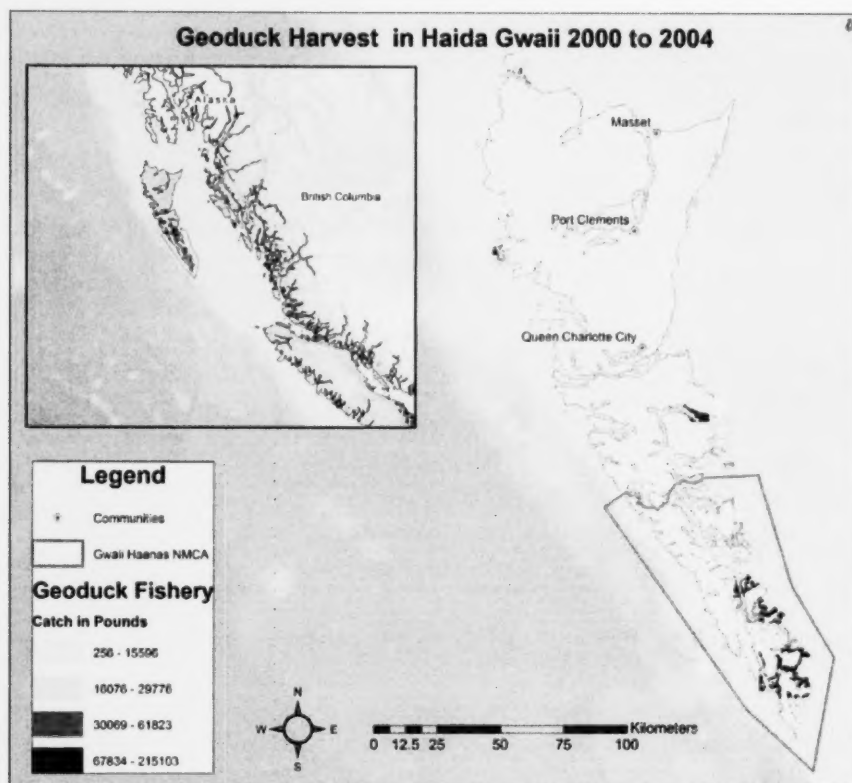 Geoduck Harvest in Haida Gwaii 2000 to 2004
Alaska
British Columbia
Masset
Port Clements
Queen Charlotte City
Legend
Communities
Gwaii Haanas NMCA
Geoduck Fishery
Catch in Pounds
256 - 15596
16076 - 29776
30069 - 61823
67834 - 215103
N
W E
S
Kilometers
0 12.5 25 50 75 100